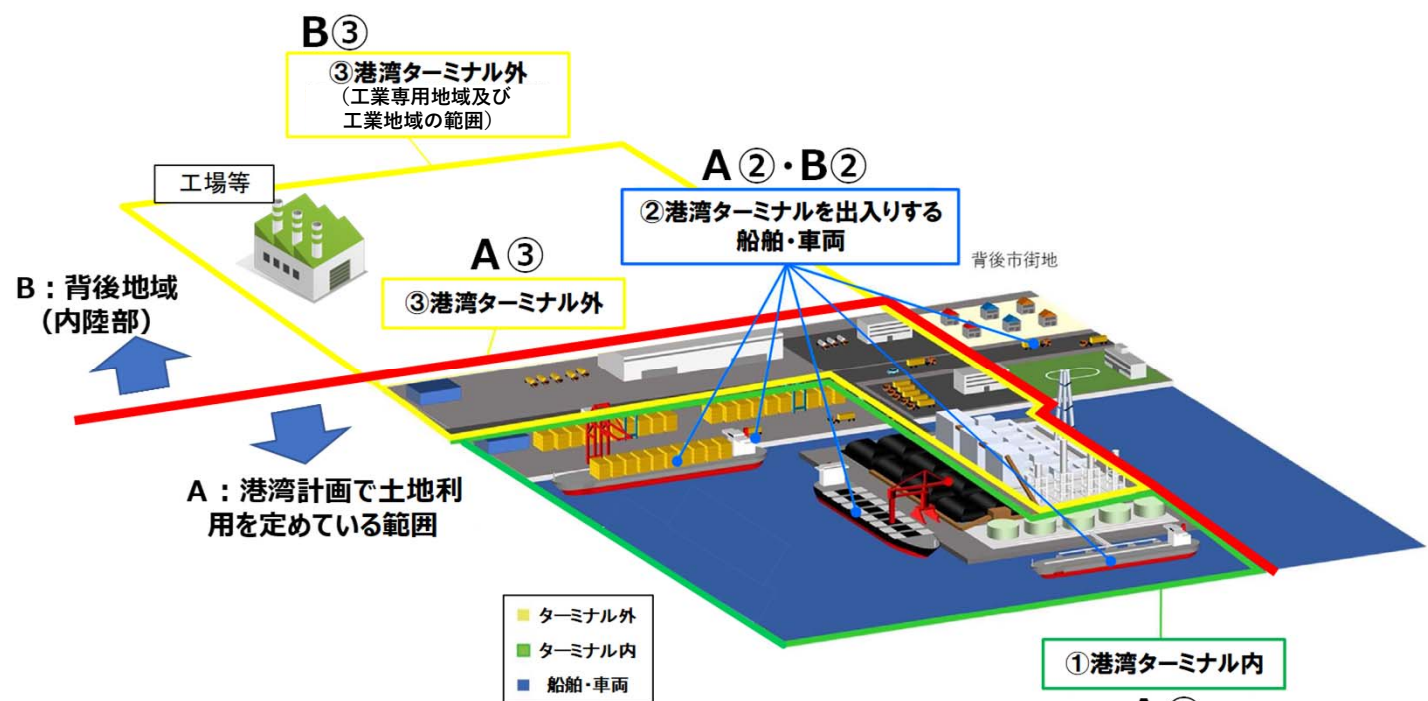 B③
③港湾ターミナル外
（工業専用地域及び
工業地域の範囲）
A②・B②
工場等
②港湾ターミナルを出入りする
船舶・車両
A③
背後市街地
B：背後地域
（内陸部）
③港湾ターミナル外
A：港湾計画で土地利
用を定めている範囲
ターミナル外
ターミナル内
船舶・車両
①港湾ターミナル内